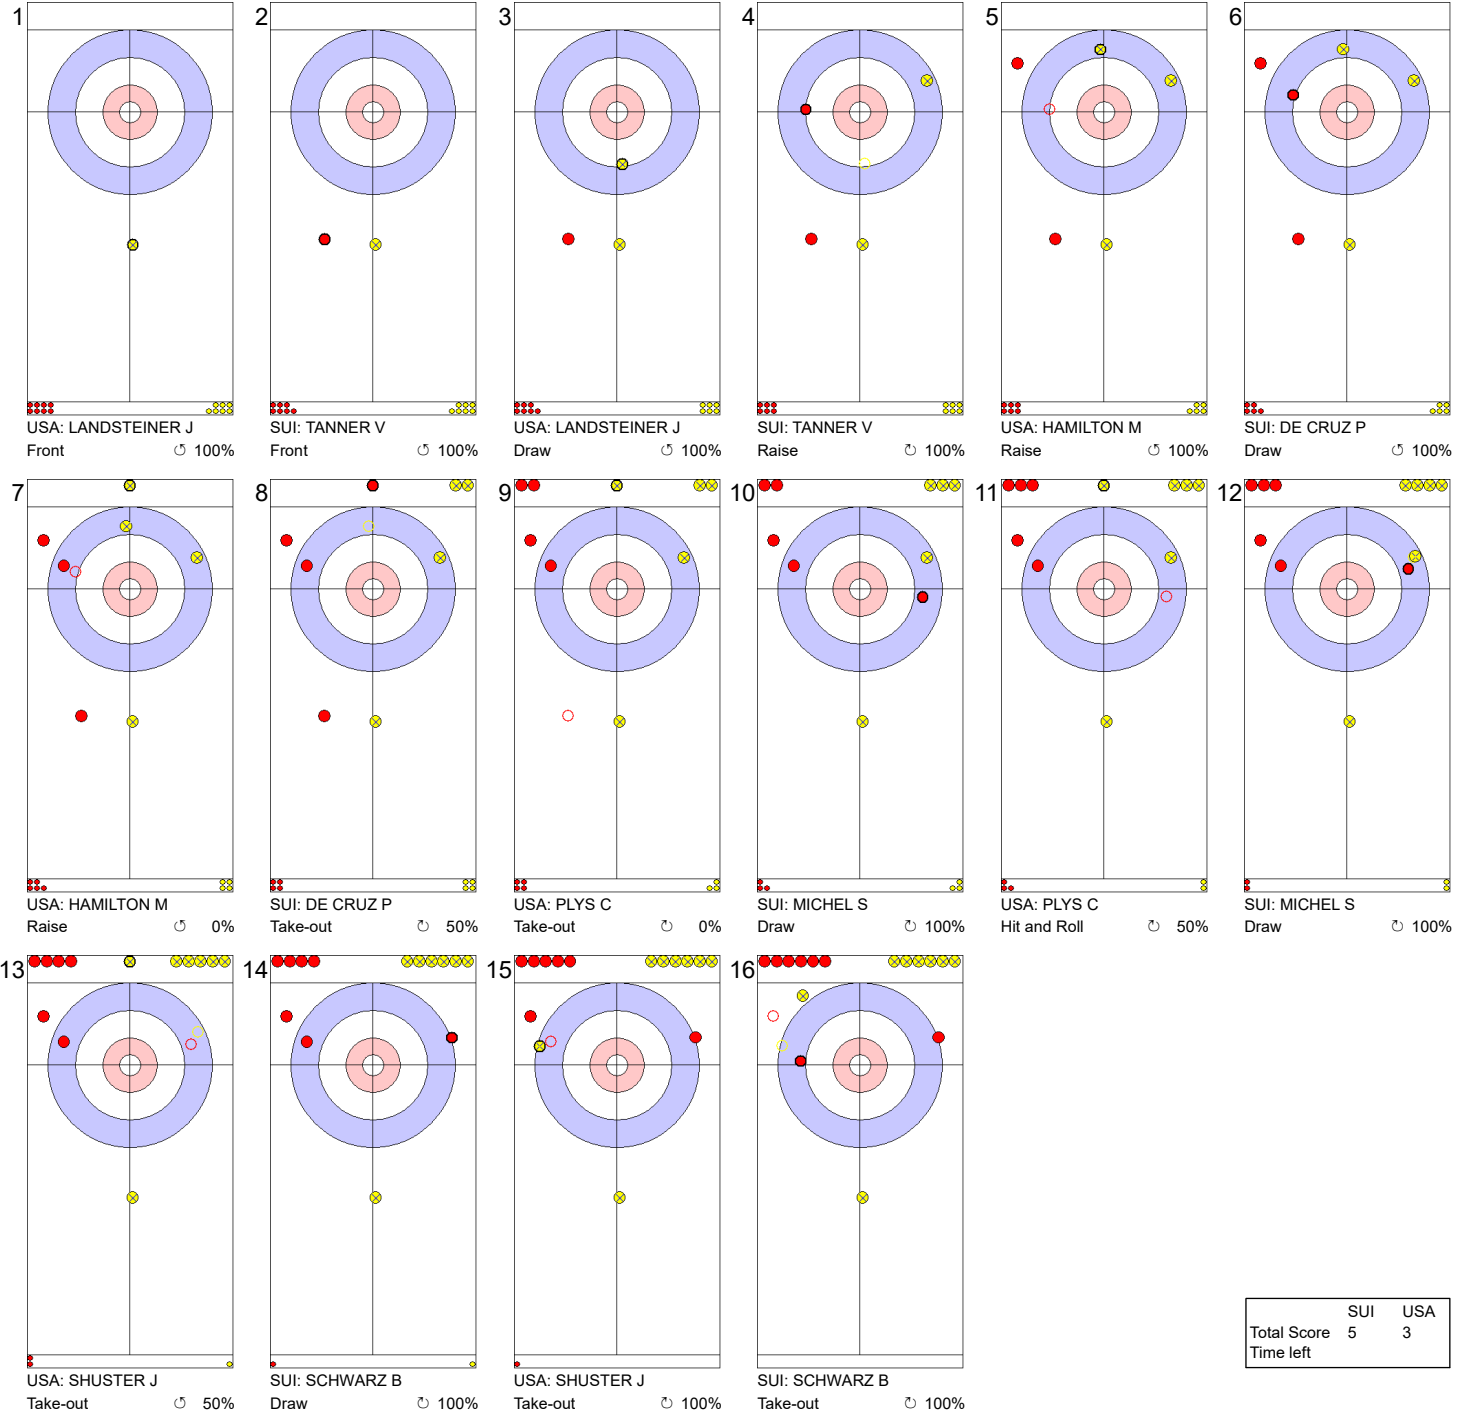 1
USA: LANDSTEINER J
Front ↻ 100%
2
SUI: TANNER V
Front ↺ 100%
3
USA: LANDSTEINER J
Draw ↺ 100%
4
SUI: TANNER V
Raise ↺ 100%
5
USA: HAMILTON M
Raise ↺ 100%
6
SUI: DE CRUZ P
Draw ↻ 100%
7
USA: HAMILTON M
Raise ↺ 0%
8
SUI: DE CRUZ P
Take-out ↻ 50%
9
USA: PLYS C
Take-out ↻ 0%
10
SUI: MICHEL S
Draw ↻ 100%
11
USA: PLYS C
Hit and Roll ↻ 50%
12
SUI: MICHEL S
Draw ↻ 100%
13
USA: SHUSTER J
Take-out ↺ 50%
14
SUI: SCHWARZ B
Draw ↻ 100%
15
USA: SHUSTER J
Take-out ↻ 100%
16
SUI: SCHWARZ B
Take-out ↻ 100%
SUI USA
Total Score 5 3
Time left